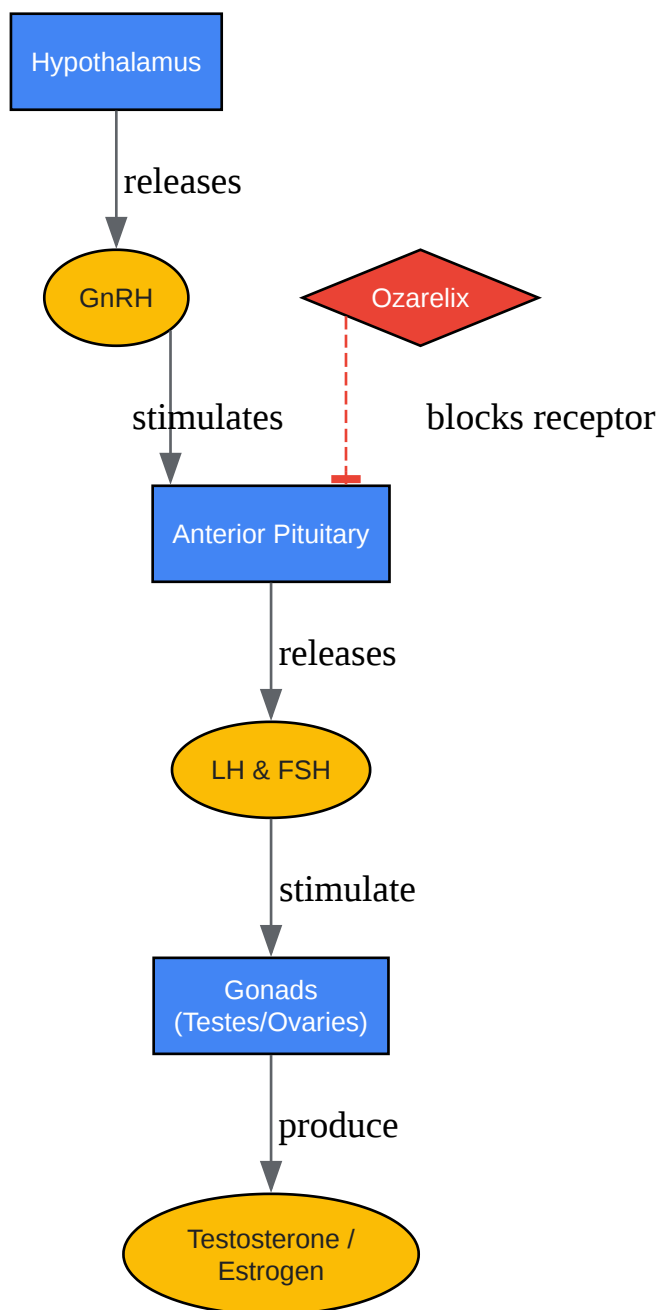 Hypothalamus
releases
GnRH
Ozarelix
stimulates
blocks receptor
Anterior Pituitary
releases
LH & FSH
stimulate
Gonads
(Testes/Ovaries)
produce
Testosterone /
Estrogen